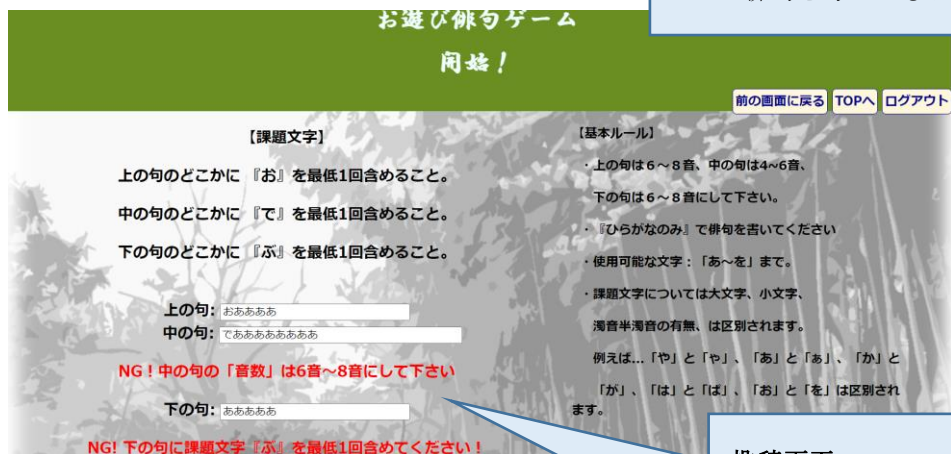 お遊び俳句ゲーム
開始！
前の画面に戻る TOPへ ログアウト
【課題文字】
上の句のどこかに 『お』を最低1回含めること。
中の句のどこかに 『で』を最低1回含めること。
下の句のどこかに 『ぶ』を最低1回含めること。
上の句: おああああ
中の句: であああああああ
NG！中の句の「音数」は6音～8音にして下さい
下の句: あああああ
NG! 下の句に課題文字『ぶ』を最低1回含めてください！
【基本ルール】
・上の句は６～８音、中の句は4~6音、
下の句は６～８音にして下さい。
・『ひらがなのみ』で俳句を書いてください
・使用可能な文字：「あ～を」まで。
・課題文字については大文字、小文字、
濁音半濁音の有無、は区別されます。
例えば…「や」と「ゃ」、「あ」と「ぁ」、「か」と
「が」、「は」と「ば」、「お」と「を」は区別され
ます。